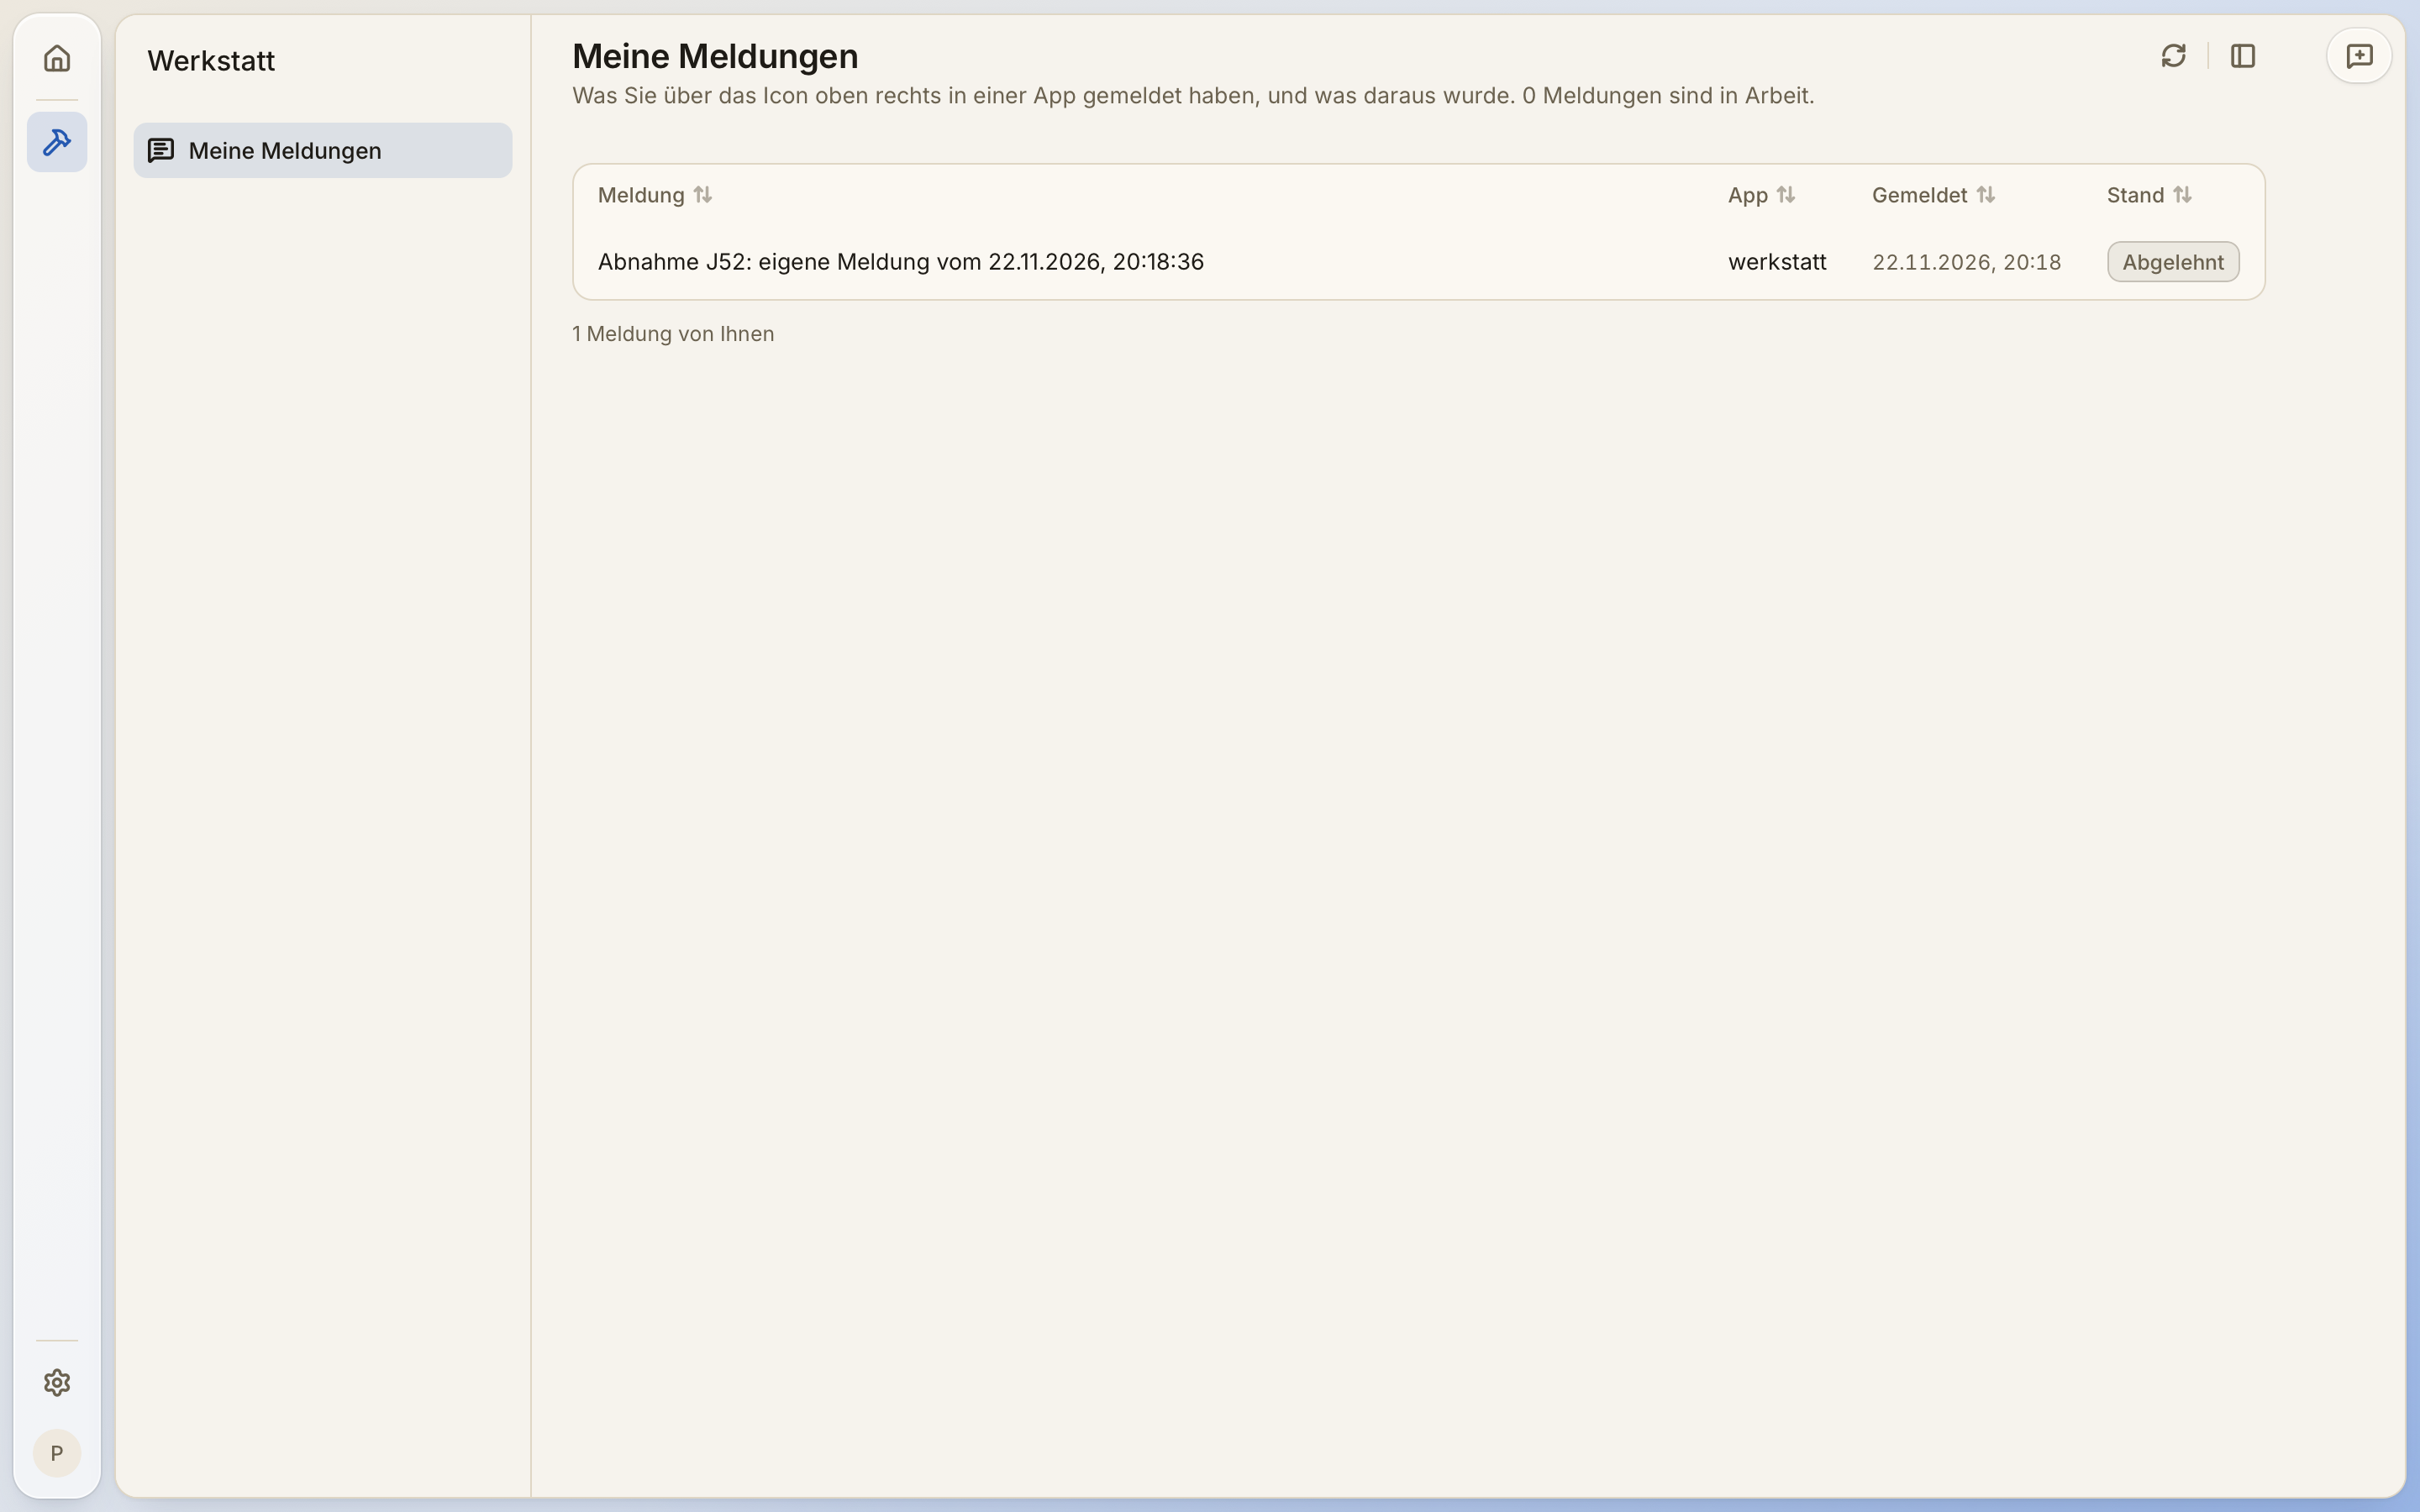 Werkstatt
Meine Meldungen
Meine Meldungen
Was Sie über das Icon oben rechts in einer App gemeldet haben, und was daraus wurde. 0 Meldungen sind in Arbeit.
Meldung App Gemeldet Stand
Abnahme J52: eigene Meldung vom 22.11.2026, 20:18:36 werkstatt 22.11.2026, 20:18 Abgelehnt
1 Meldung von Ihnen
P